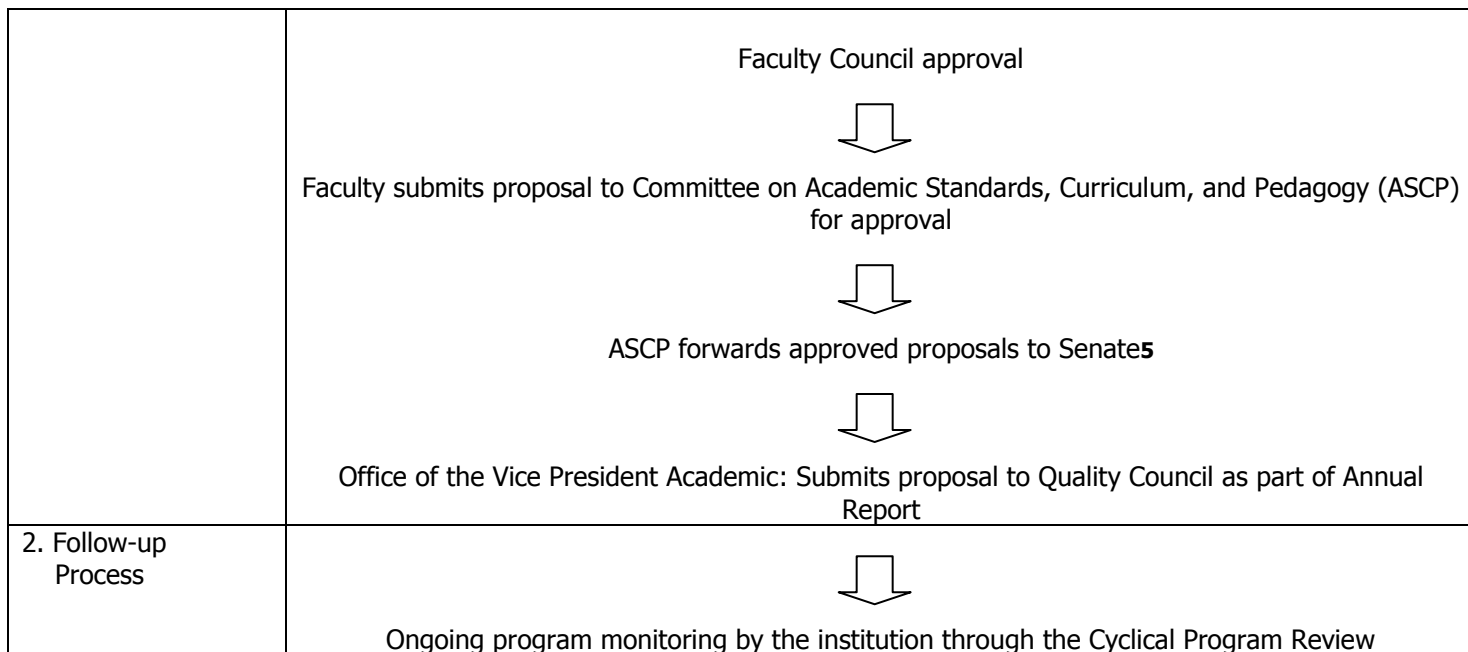 Faculty Council approval
Faculty submits proposal to Committee on Academic Standards, Curriculum, and Pedagogy (ASCP)
for approval
ASCP forwards approved proposals to Senate5
Office of the Vice President Academic: Submits proposal to Quality Council as part of Annual
Report
2. Follow-up
Process
Ongoing program monitoring by the institution through the Cyclical Program Review